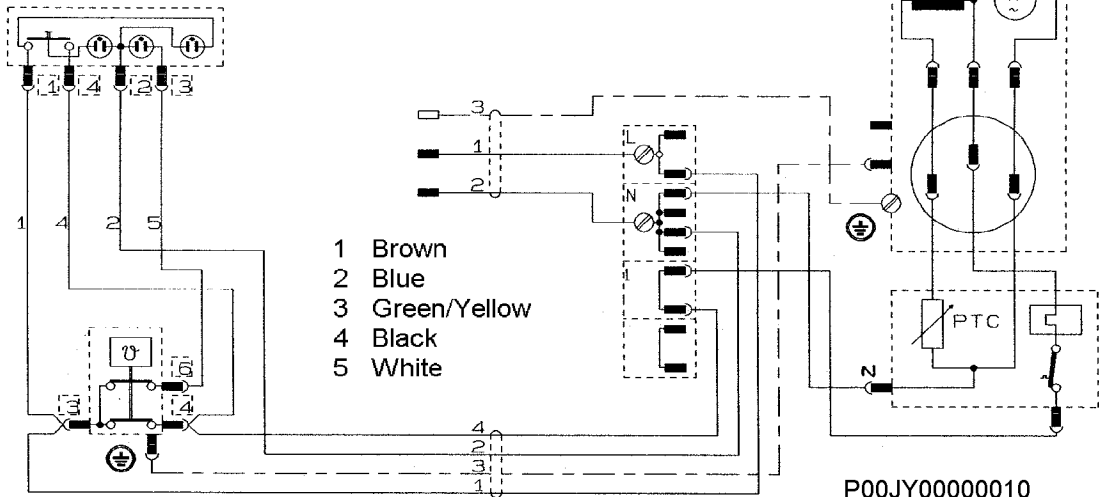 1 4 2 3
3
1
2
L
N
1
1 4 2 5
1 Brown
2 Blue
3 Green/Yellow
4 Black
5 White
PTC
N
ϑ
6
3
4
4
2
3
1
P00JY00000010